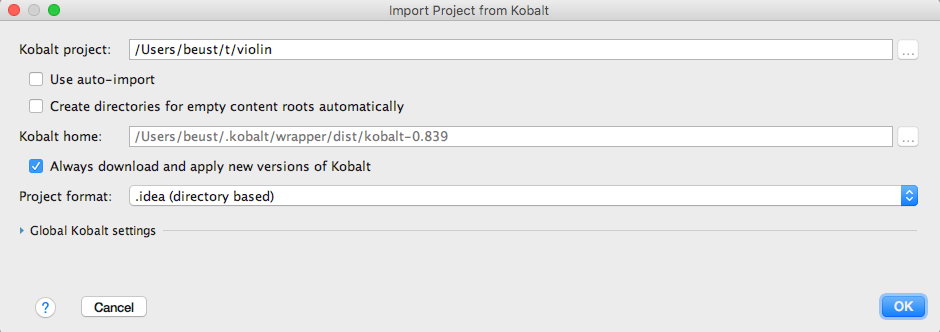 Import Project from Kobalt
Kobalt project: /Users/beust/t/violin ...
Use auto-import
Create directories for empty content roots automatically
Kobalt home: /Users/beust/.kobalt/wrapper/dist/kobalt-0.839 ...
Always download and apply new versions of Kobalt
Project format: .idea (directory based)
Global Kobalt settings
? Cancel OK